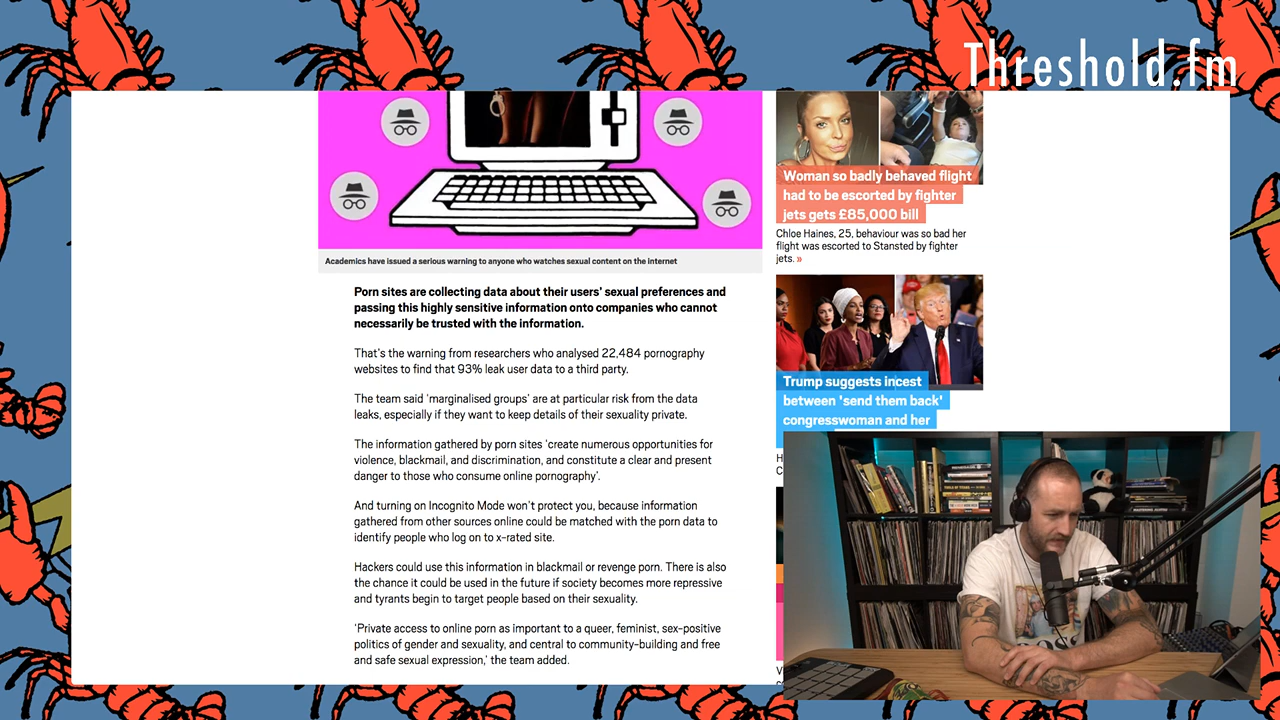 Threshold.fm
Academics have issued a serious warning to anyone who watches sexual content on the internet
Porn sites are collecting data about their users' sexual preferences and
passing this highly sensitive information onto companies who cannot
necessarily be trusted with the information.
That's the warning from researchers who analysed 22,484 pornography
websites to find that 93% leak user data to a third party.
The team said 'marginalised groups' are at particular risk from the data
leaks, especially if they want to keep details of their sexuality private.
The information gathered by porn sites 'create numerous opportunities for
violence, blackmail, and discrimination, and constitute a clear and present
danger to those who consume online pornography'.
And turning on Incognito Mode won't protect you, because information
gathered from other sources online could be matched with the porn data to
identify people who log on to x-rated site.
Hackers could use this information in blackmail or revenge porn. There is also
the chance it could be used in the future if society becomes more repressive
and tyrants begin to target people based on their sexuality.
'Private access to online porn as important to a queer, feminist, sex-positive
politics of gender and sexuality, and central to community-building and free
and safe sexual expression,' the team added.
Woman so badly behaved flight
had to be escorted by fighter
jets gets £85,000 bill
Chloe Haines, 25, behaviour was so bad her
flight was escorted to Stansted by fighter
jets. »
Trump suggests incest
between 'send them back'
congresswoman and her
H
C
V